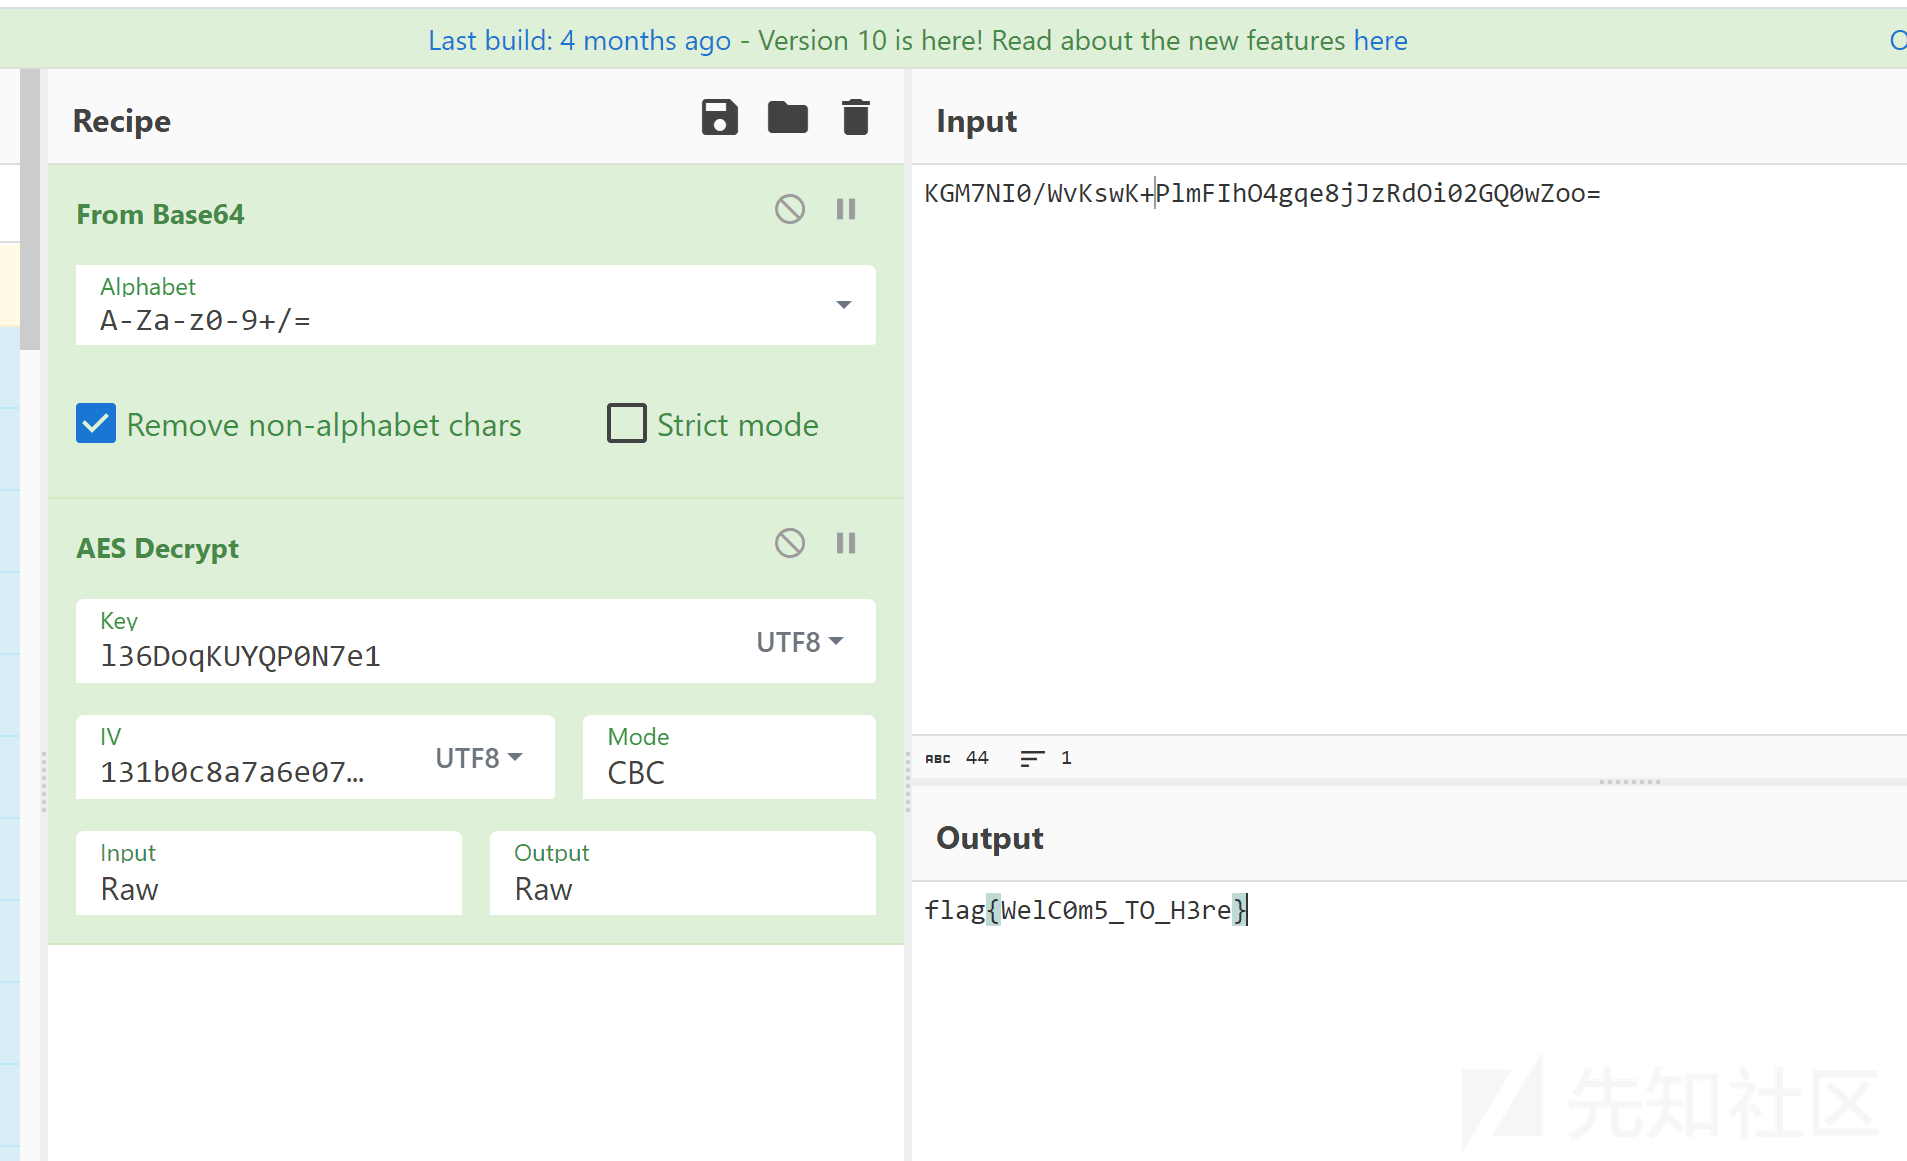 Last build: 4 months ago - Version 10 is here! Read about the new features here
Recipe
From Base64
Alphabet
A-Za-z0-9+/=
Remove non-alphabet chars
Strict mode
AES Decrypt
Key
l36DoqKUYQP0N7e1
UTF8
IV
131b0c8a7a6e07…
UTF8
Mode
CBC
Input
Raw
Output
Raw
Input
KGM7NI0/WvKswK+PlmFIhO4gqe8jJzRdOi02GQ0wZoo=
ABC 44
1
Output
flag{WelC0m5_TO_H3re}
先知社区